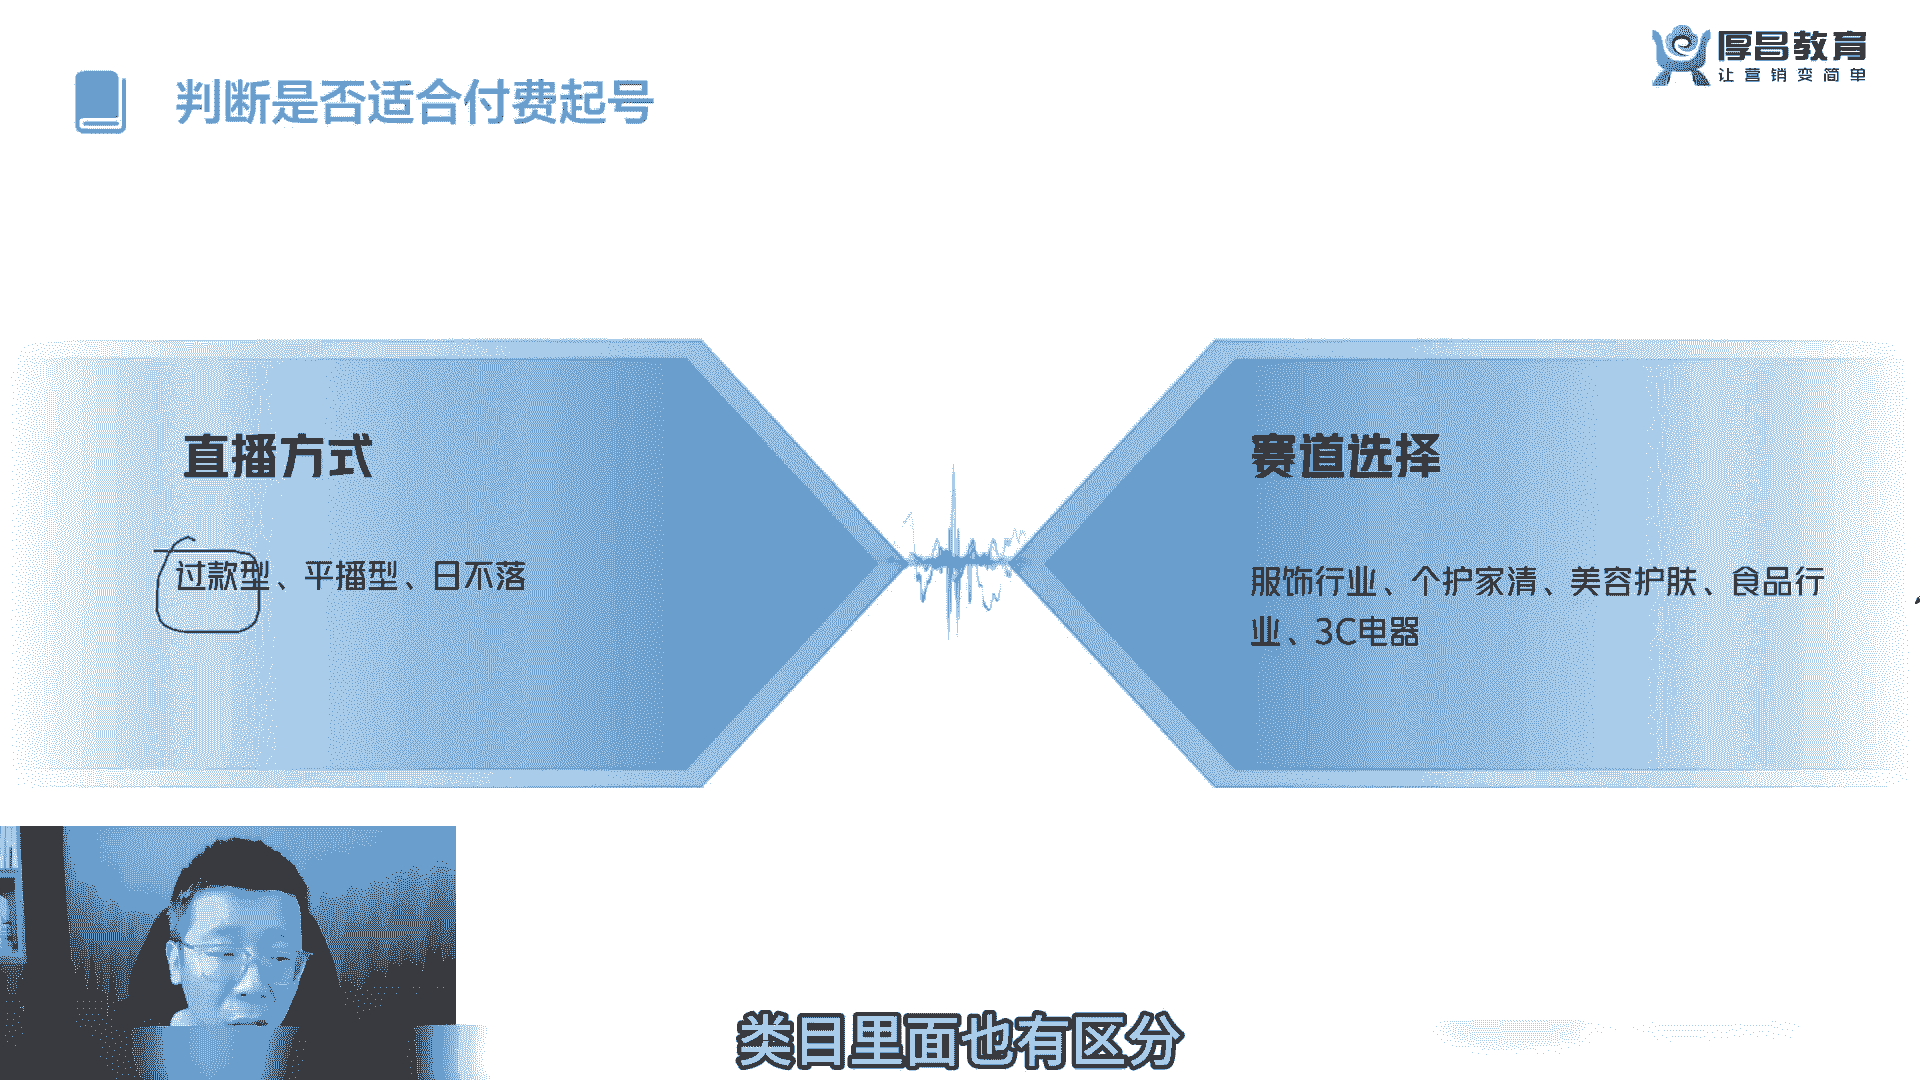 厚昌教育
让营销变简单
判断是否适合付费起号
直播方式
过款型、平播型、日不落
赛道选择
服饰行业、个护家清、美容护肤、食品行
业、3C电器
类目里面也有区分